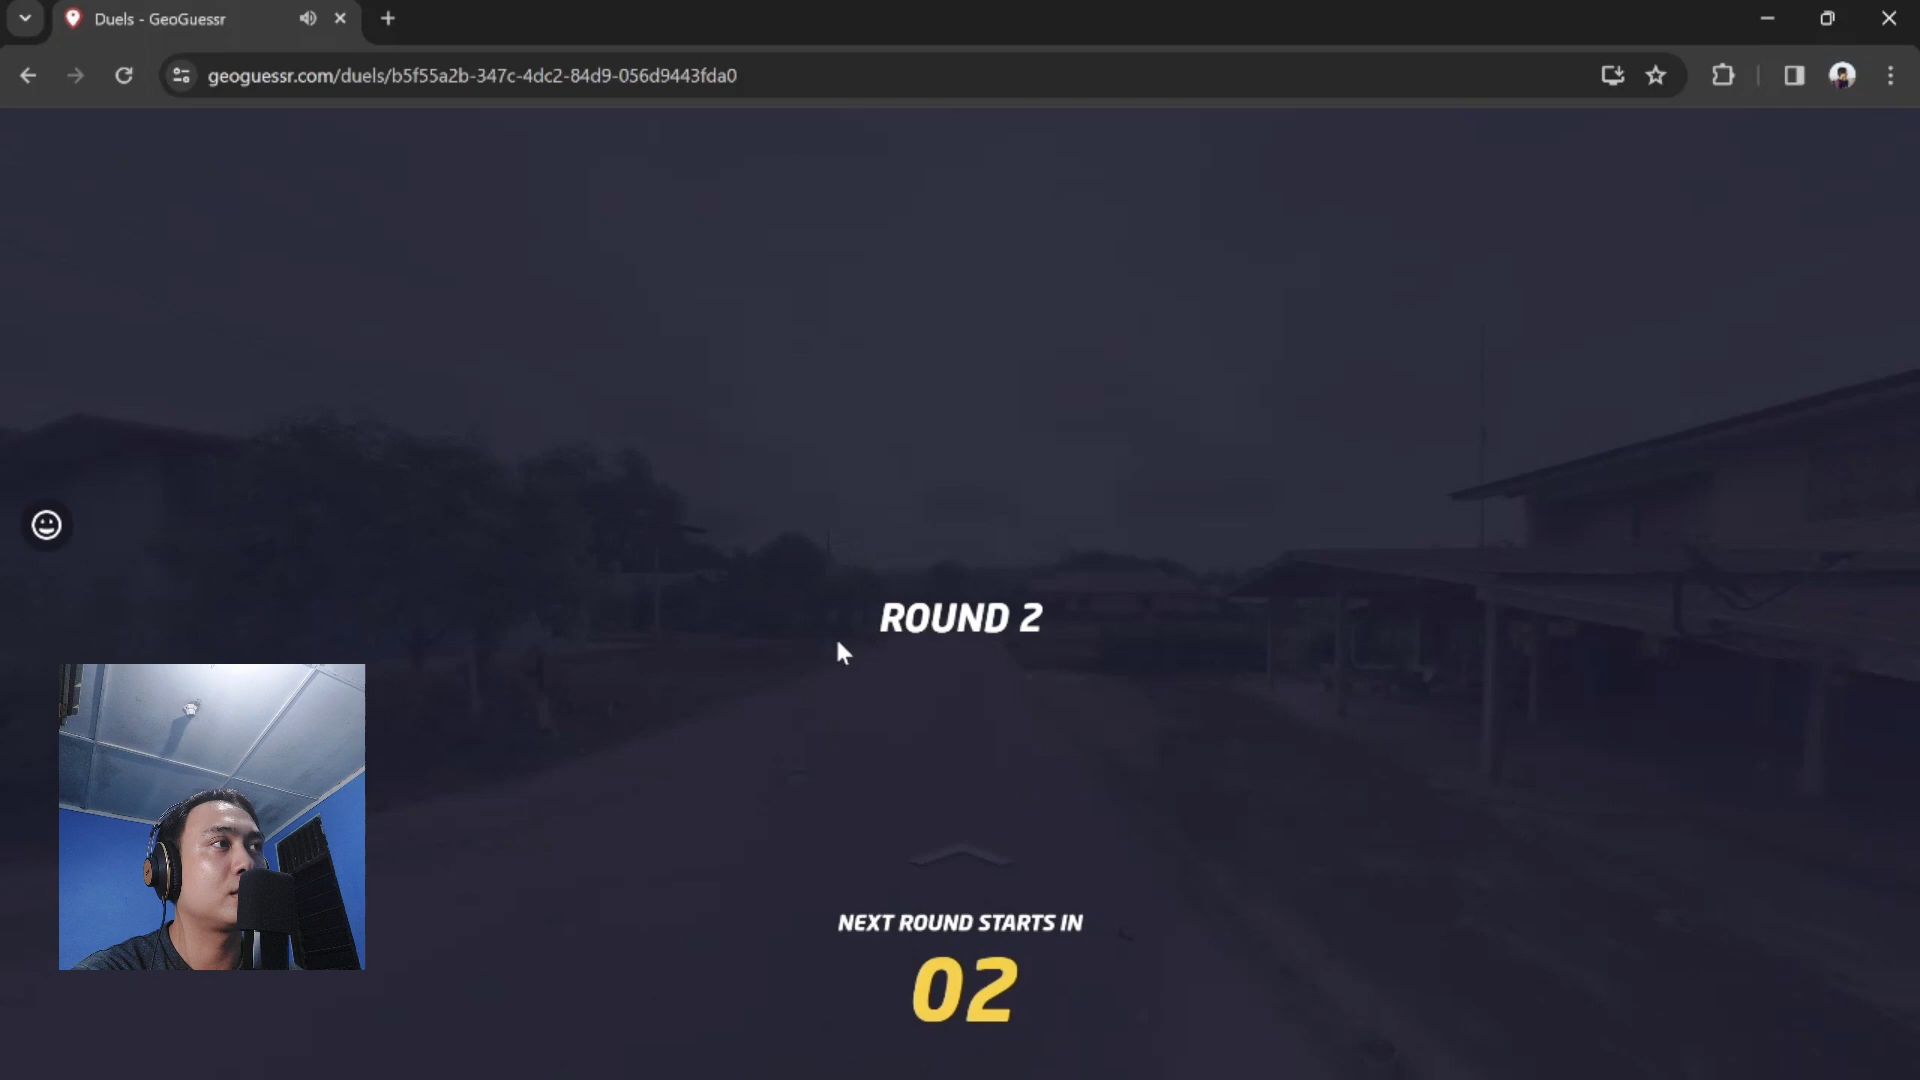 Duels - GeoGuessr
geoguessr.com/duels/b5f55a2b-347c-4dc2-84d9-056d9443fda0
ROUND 2
NEXT ROUND STARTS IN
02